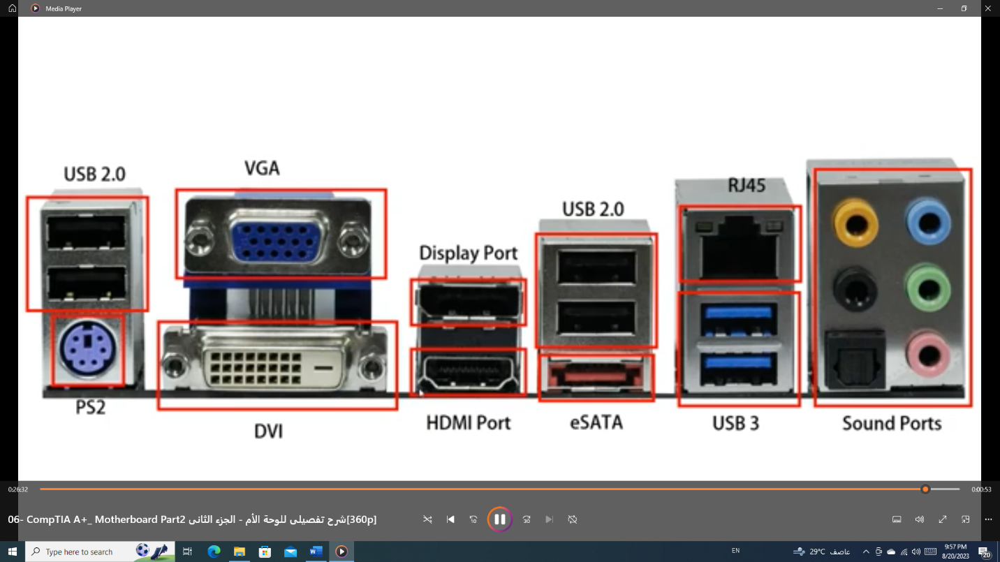 Media Player
USB 2.0
VGA
USB 2.0
RJ45
Display Port
PS2
DVI
HDMI Port
eSATA
USB 3
Sound Ports
0:26:32
0:00:53
06- CompTIA A+_ Motherboard Part2 شرح تفصيلى للوحة الأم - الجزء الثانى[360p]
10
30
Type here to search
EN
29°C عاصف
9:57 PM
8/20/2023
20